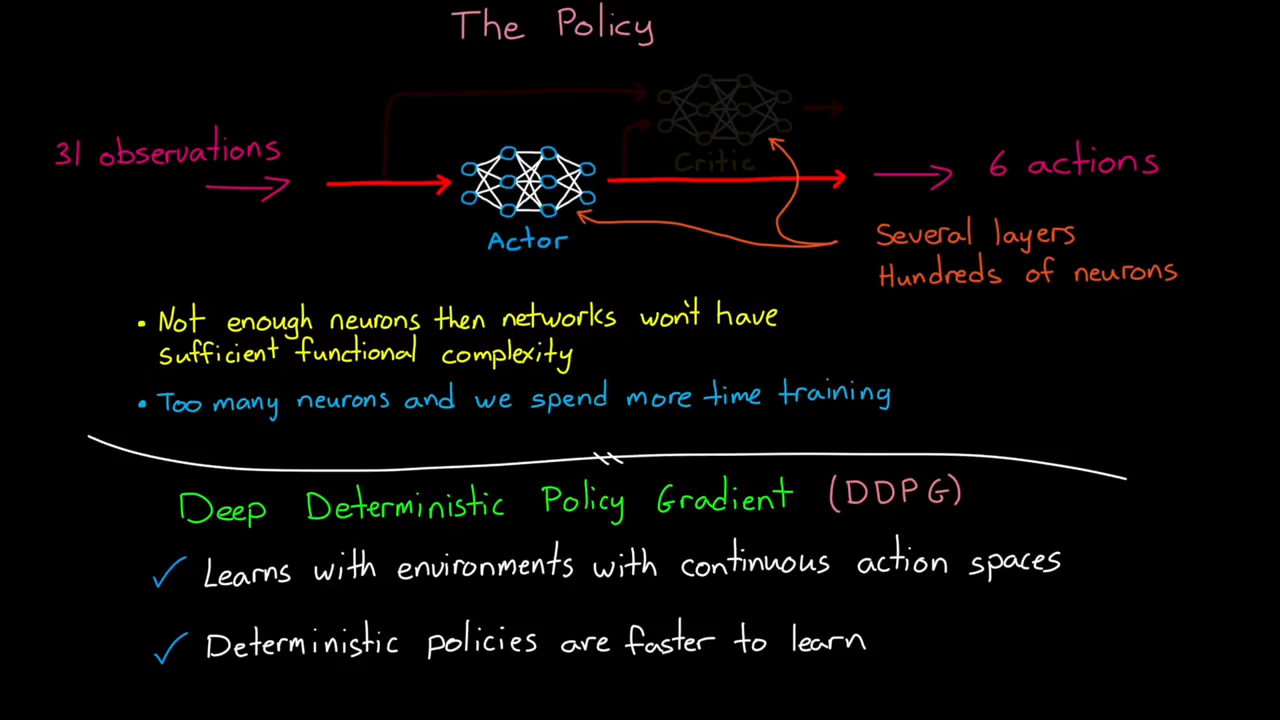 The Policy
31 observations
Critic
6 actions
Actor
Several layers
Hundreds of neurons
• Not enough neurons then networks won't have
sufficient functional complexity
• Too many neurons and we spend more time training
Deep Deterministic Policy Gradient (DDPG)
✓ Learns with environments with continuous action spaces
✓ Deterministic policies are faster to learn